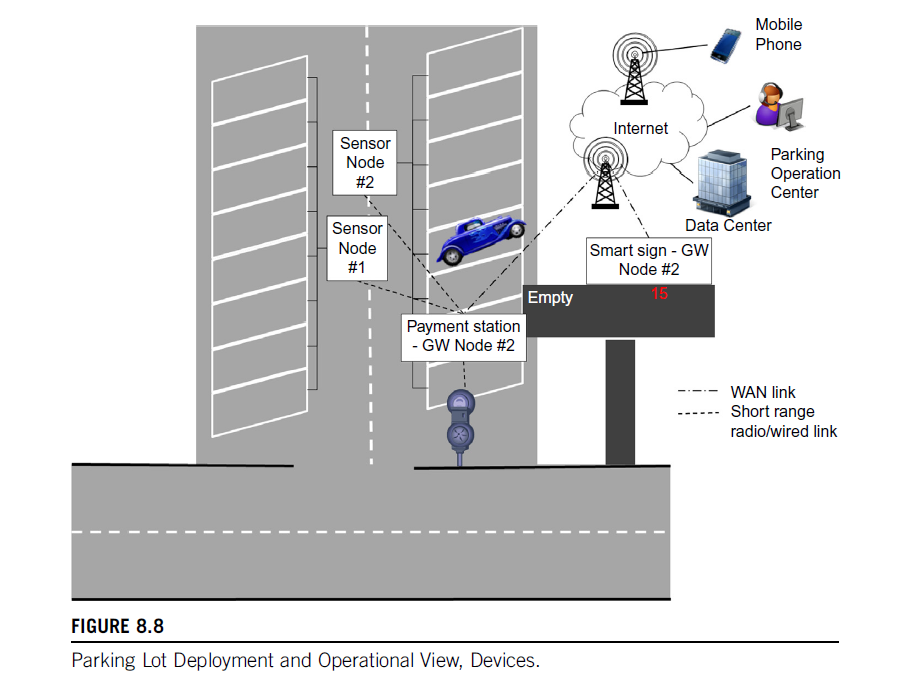 Mobile
Phone
Internet
Parking
Operation
Center
Data Center
Sensor
Node
#2
Sensor
Node
#1
Smart sign - GW
Node #2
Empty 15
Payment station
- GW Node #2
WAN link
Short range
radio/wired link
FIGURE 8.8
Parking Lot Deployment and Operational View, Devices.